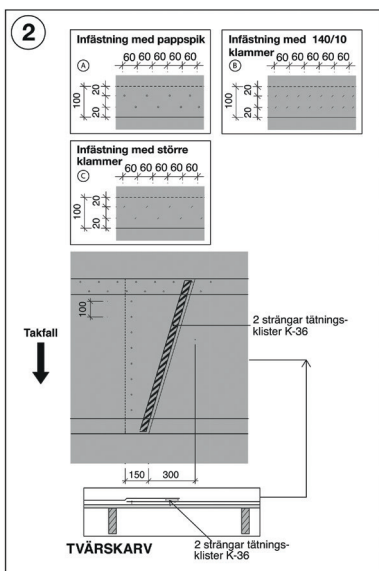 2
Infästning med pappspik
A
60 60 60 60 60
100
20
20
Infästning med 140/10
klammer
B
60 60 60 60 60
100
20
20
Infästning med större
klammer
C
60 60 60 60 60
100
20
20
Takfall
100
2 strängar tätnings-
klister K-36
150
300
TVÄRSKARV
2 strängar tätnings-
klister K-36